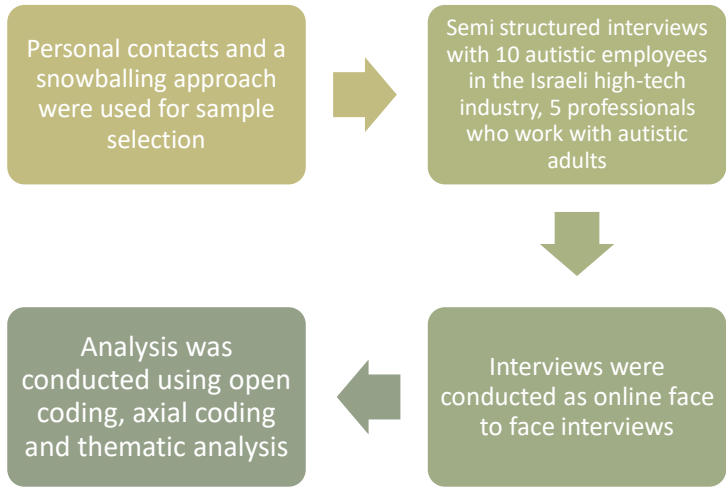 Personal contacts and a
snowballing approach
were used for sample
selection
Semi structured interviews
with 10 autistic employees
in the Israeli high-tech
industry, 5 professionals
who work with autistic
adults
Interviews were
conducted as online face
to face interviews
Analysis was
conducted using open
coding, axial coding
and thematic analysis